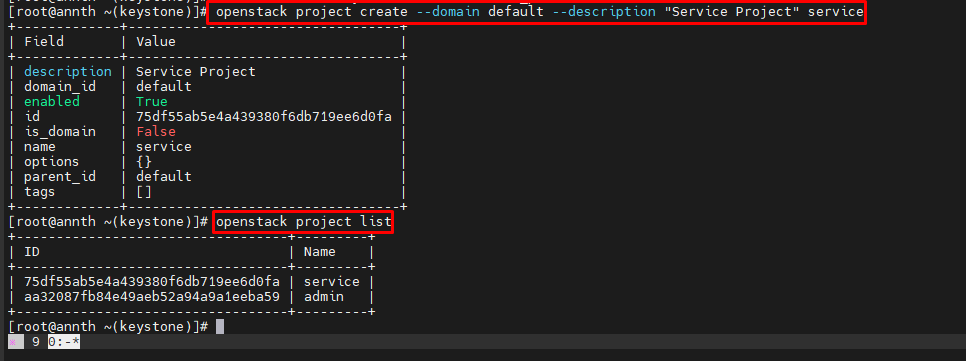 [root@annth ~(keystone)]# openstack project create --domain default --description "Service Project" service
+-------------+----------------------------------+
| Field       | Value                            |
+-------------+----------------------------------+
| description | Service Project                  |
| domain_id   | default                          |
| enabled     | True                             |
| id          | 75df55ab5e4a439380f6db719ee6d0fa |
| is_domain   | False                            |
| name        | service                          |
| options     | {}                               |
| parent_id   | default                          |
| tags        | []                               |
+-------------+----------------------------------+
[root@annth ~(keystone)]# openstack project list
+----------------------------------+---------+
| ID                               | Name    |
+----------------------------------+---------+
| 75df55ab5e4a439380f6db719ee6d0fa | service |
| aa32087fb84e49aeb52a94a9a1eeba59 | admin   |
+----------------------------------+---------+
[root@annth ~(keystone)]#
* 9 0:-*